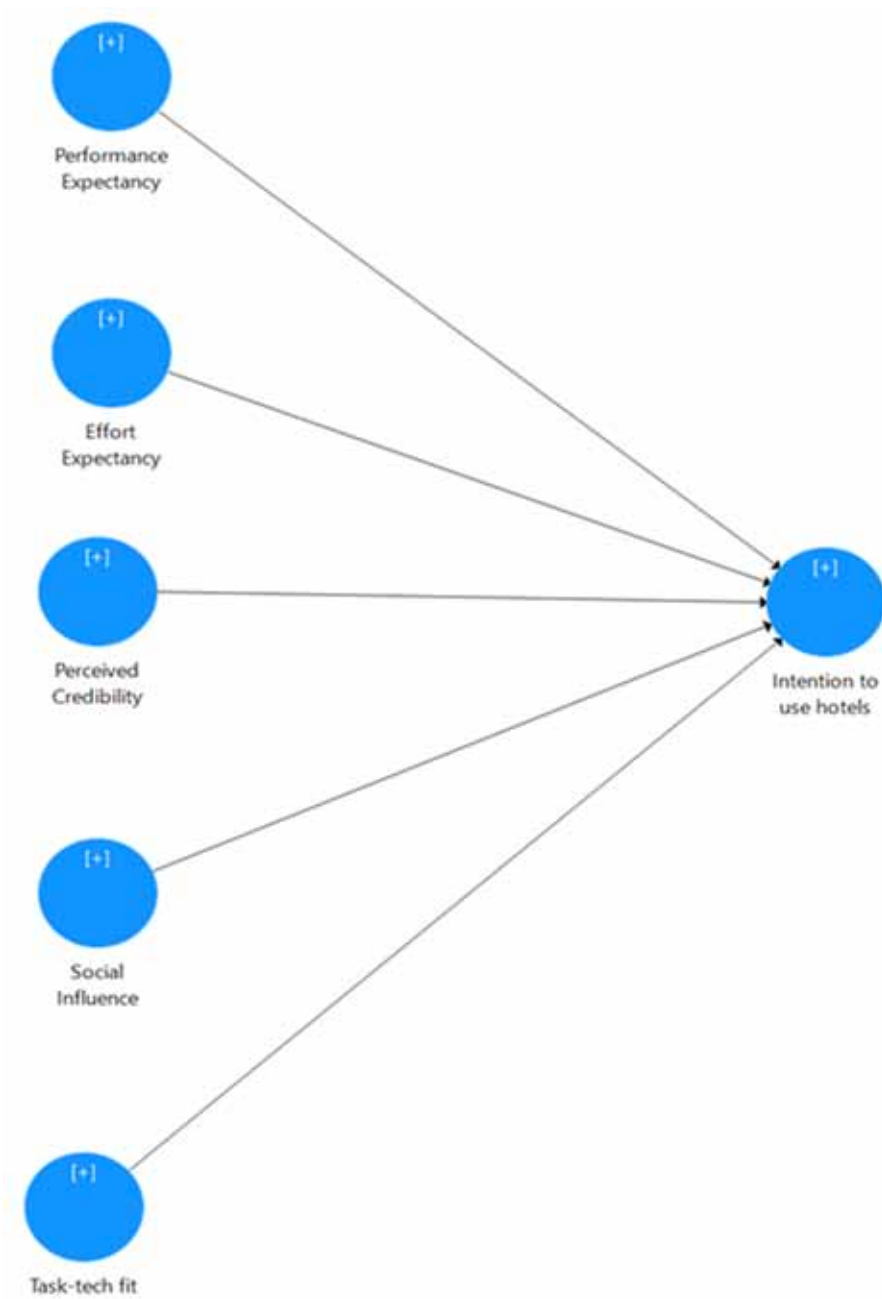 [+]
Performance
Expectancy
[+]
Effort
Expectancy
[+]
Perceived
Credibility
[+]
Intention to
use hotels
[+]
Social
Influence
[+]
Task-tech fit